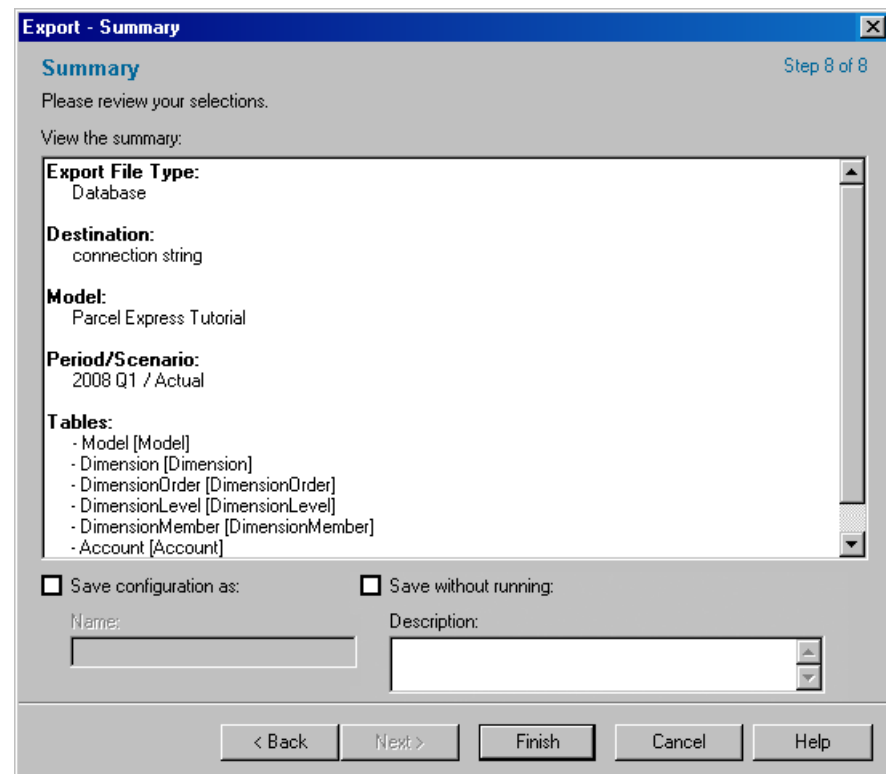 Export - Summary
Summary
Step 8 of 8
Please review your selections.
View the summary:
Export File Type:
Database
Destination:
connection string
Model:
Parcel Express Tutorial
Period/Scenario:
2008 Q1 / Actual
Tables:
- Model [Model]
- Dimension [Dimension]
- DimensionOrder [DimensionOrder]
- DimensionLevel [DimensionLevel]
- DimensionMember [DimensionMember]
- Account [Account]
Save configuration as:
Save without running:
Name:
Description:
< Back
Next >
Finish
Cancel
Help